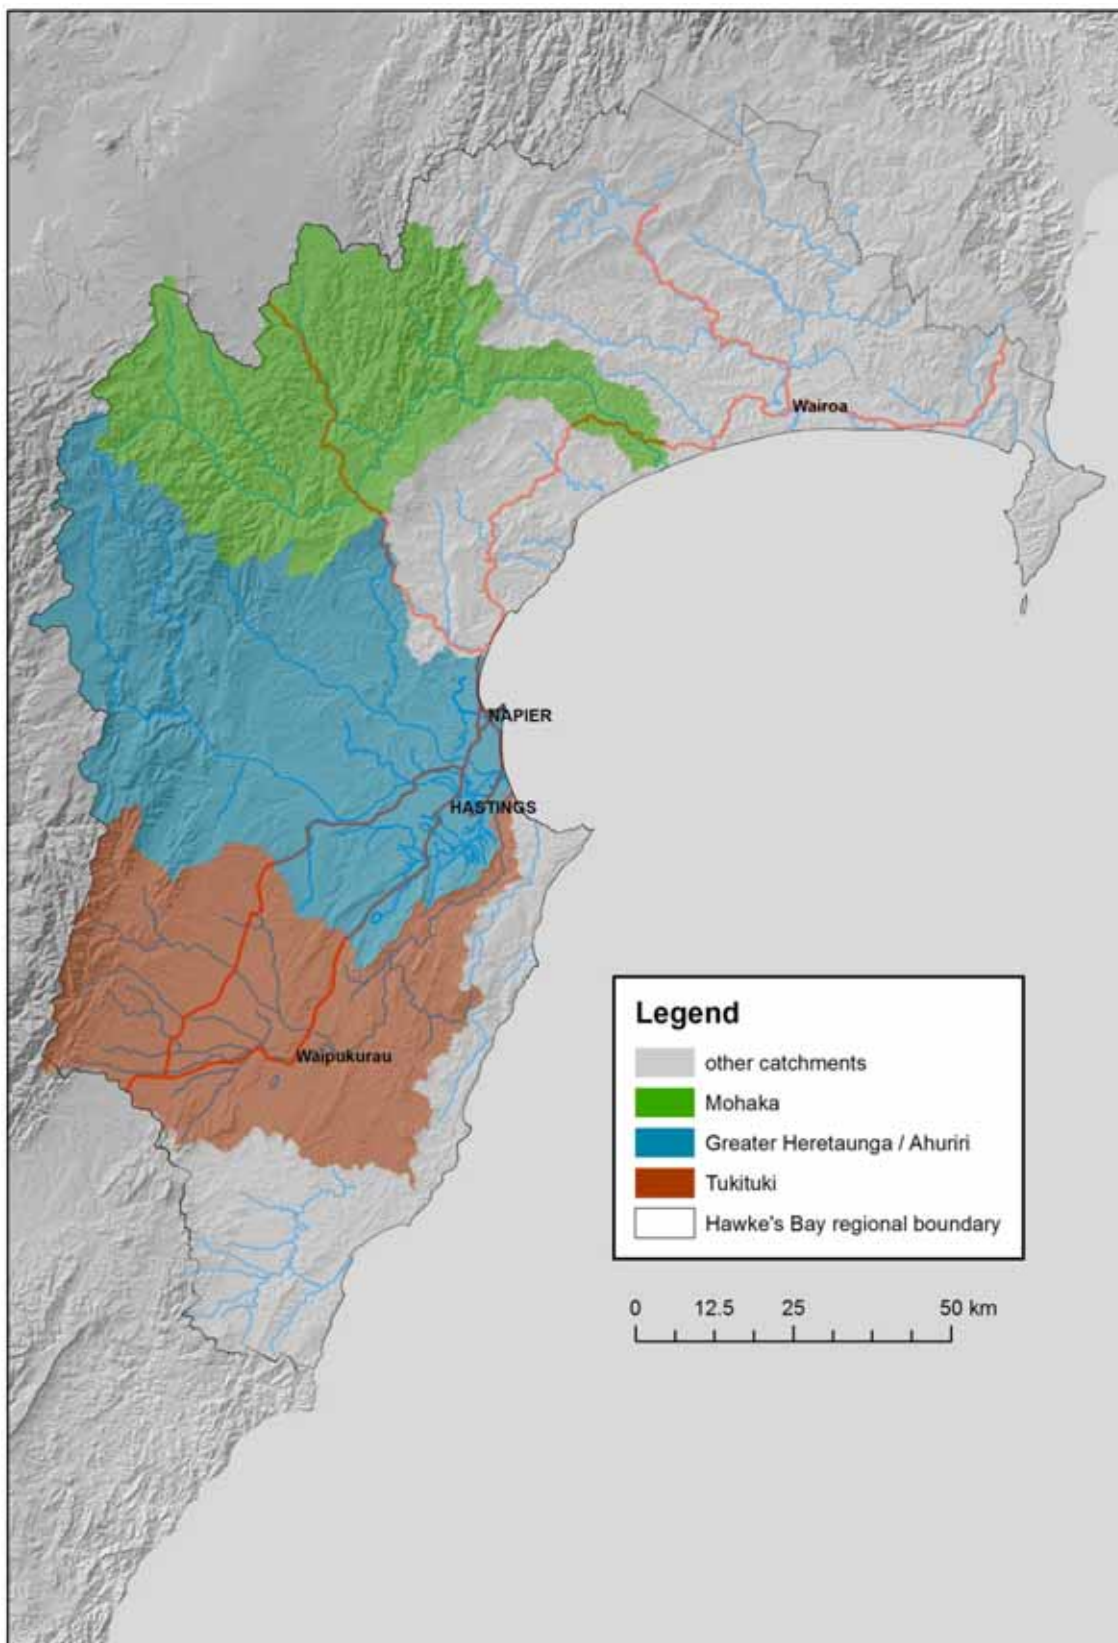 Wairoa
NAPIER
HASTINGS
Waipukurau
Legend
other catchments
Mohaka
Greater Heretaunga / Ahuriri
Tukituki
Hawke's Bay regional boundary
0 12.5 25 50 km